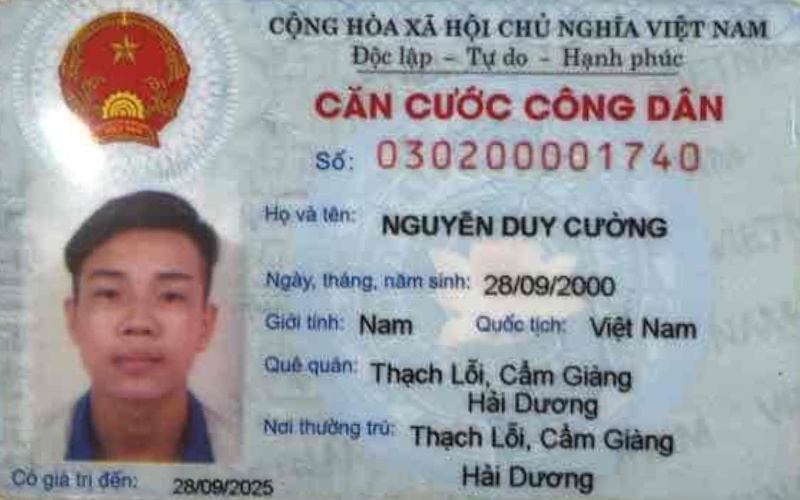 CỘNG HÒA XÃ HỘI CHỦ NGHĨA VIỆT NAM
Độc lập - Tự do - Hạnh phúc
CĂN CƯỚC CÔNG DÂN
Số: 030200001740
Họ và tên: NGUYỄN DUY CƯỜNG
Ngày, tháng, năm sinh: 28/09/2000
Giới tính: Nam Quốc tịch: Việt Nam
Quê quán: Thạch Lỗi, Cẩm Giàng
Hải Dương
Nơi thường trú: Thạch Lỗi, Cẩm Giàng
Hải Dương
Có giá trị đến: 28/09/2025